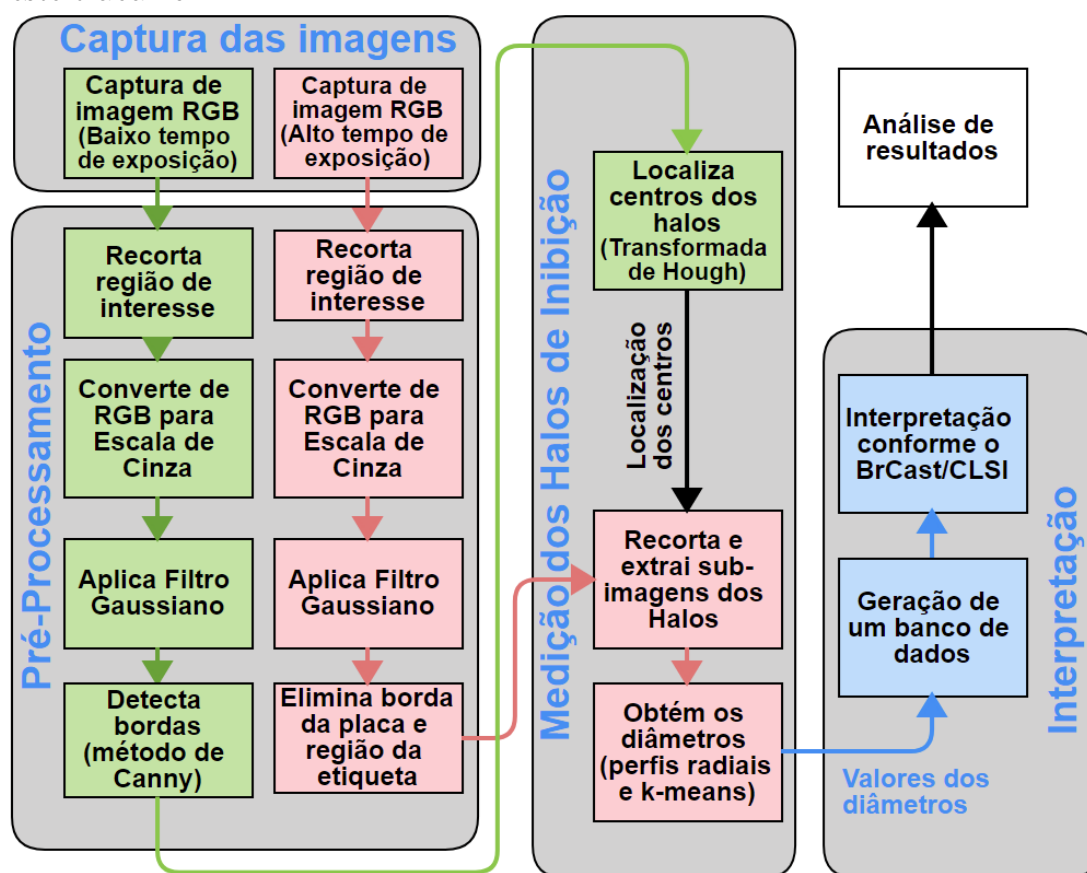 Captura das imagens
Captura de
imagem RGB
(Baixo tempo
de exposição)
Captura de
imagem RGB
(Alto tempo de
exposição)
Pré-Processamento
Recorta
região de
interesse
Converte de
RGB para
Escala de
Cinza
Aplica Filtro
Gaussiano
Detecta
bordas
(método de
Canny)
Recorta
região de
interesse
Converte de
RGB para
Escala de
Cinza
Aplica Filtro
Gaussiano
Elimina borda
da placa e
região da
etiqueta
Medição dos Halos de Inibição
Localiza
centros dos
halos
(Transformada
de Hough)
Localização
dos centros
Recorta e
extrai sub-
imagens dos
Halos
Obtém os
diâmetros
(perfis radiais
e k-means)
Valores dos
diâmetros
Interpretação
Geração de
um banco de
dados
Interpretação
conforme o
BrCast/CLSI
Análise de
resultados